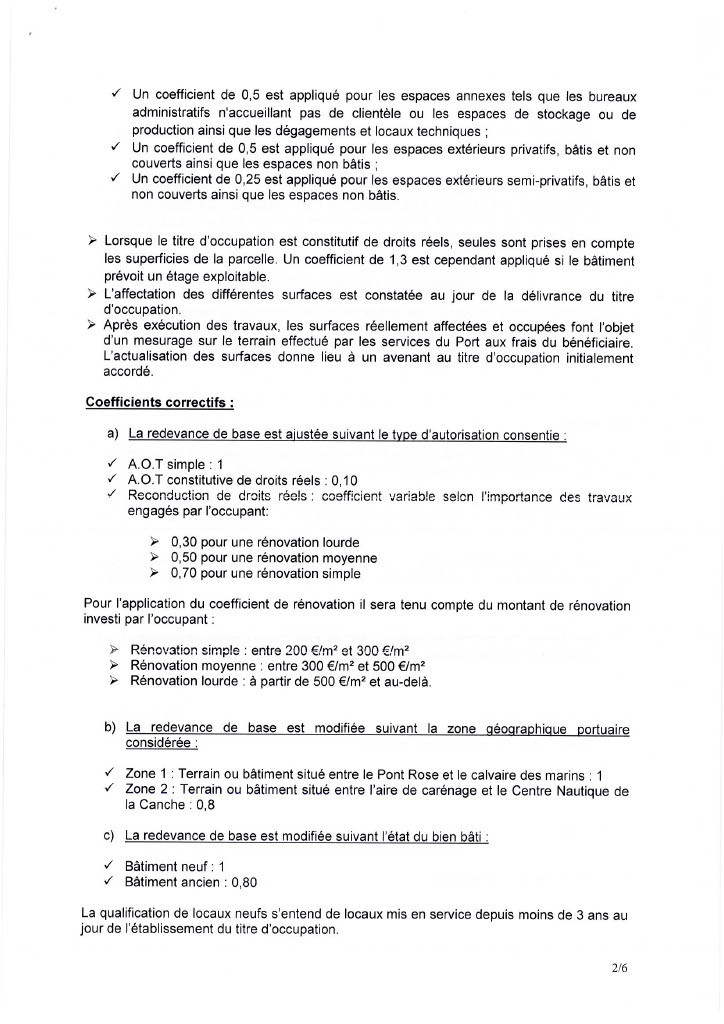 ✓ Un coefficient de 0,5 est appliqué pour les espaces annexes tels que les bureaux
administratifs n'accueillant pas de clientèle ou les espaces de stockage ou de
production ainsi que les dégagements et locaux techniques ;
✓ Un coefficient de 0,5 est appliqué pour les espaces extérieurs privatifs, bâtis et non
couverts ainsi que les espaces non bâtis ;
✓ Un coefficient de 0,25 est appliqué pour les espaces extérieurs semi-privatifs, bâtis et
non couverts ainsi que les espaces non bâtis.
➢ Lorsque le titre d'occupation est constitutif de droits réels, seules sont prises en compte
les superficies de la parcelle. Un coefficient de 1,3 est cependant appliqué si le bâtiment
prévoit un étage exploitable.
➢ L'affectation des différentes surfaces est constatée au jour de la délivrance du titre
d'occupation.
➢ Après exécution des travaux, les surfaces réellement affectées et occupées font l'objet
d'un mesurage sur le terrain effectué par les services du Port aux frais du bénéficiaire.
L'actualisation des surfaces donne lieu à un avenant au titre d'occupation initialement
accordé.
Coefficients correctifs :
a) La redevance de base est ajustée suivant le type d'autorisation consentie :
✓ A.O.T simple : 1
✓ A.O.T constitutive de droits réels : 0,10
✓ Reconduction de droits réels : coefficient variable selon l'importance des travaux
engagés par l'occupant:
➢ 0,30 pour une rénovation lourde
➢ 0,50 pour une rénovation moyenne
➢ 0,70 pour une rénovation simple
Pour l'application du coefficient de rénovation il sera tenu compte du montant de rénovation
investi par l'occupant :
➢ Rénovation simple : entre 200 €/m² et 300 €/m²
➢ Rénovation moyenne : entre 300 €/m² et 500 €/m²
➢ Rénovation lourde : à partir de 500 €/m² et au-delà.
b) La redevance de base est modifiée suivant la zone géographique portuaire
considérée :
✓ Zone 1 : Terrain ou bâtiment situé entre le Pont Rose et le calvaire des marins : 1
✓ Zone 2 : Terrain ou bâtiment situé entre l'aire de carénage et le Centre Nautique de
la Canche : 0,8
c) La redevance de base est modifiée suivant l'état du bien bâti :
✓ Bâtiment neuf : 1
✓ Bâtiment ancien : 0,80
La qualification de locaux neufs s'entend de locaux mis en service depuis moins de 3 ans au
jour de l'établissement du titre d'occupation.
2/6